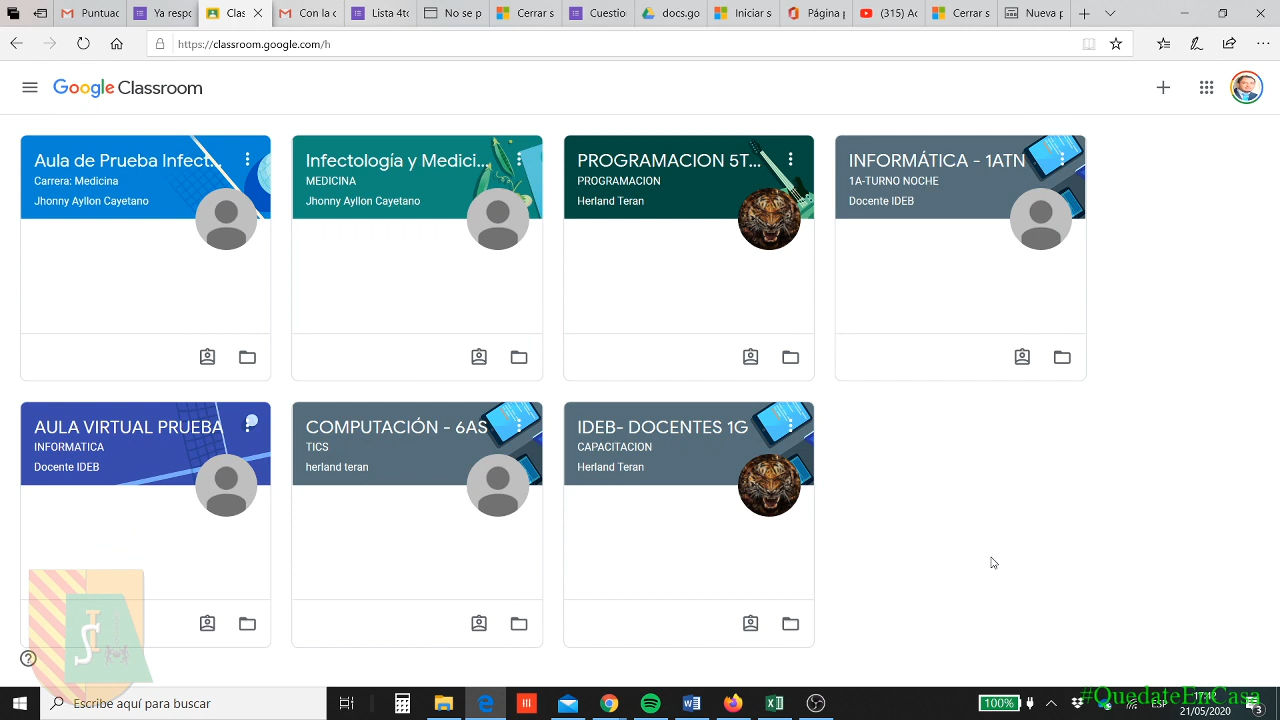 Puntuac
Ya respo
Clas
Con la c
Lista 4to
No se p
Cerrar s
Cuestio
docs.go
Iniciar s
Página p
(315) A
Cerrar s
Nueva p
https://classroom.google.com/h
Google Classroom
Aula de Prueba Infect...
Carrera: Medicina
Jhonny Ayllon Cayetano
Infectología y Medici...
MEDICINA
Jhonny Ayllon Cayetano
PROGRAMACION 5T...
PROGRAMACION
Herland Teran
INFORMÁTICA - 1ATN
1A-TURNO NOCHE
Docente IDEB
AULA VIRTUAL PRUEBA
INFORMATICA
Docente IDEB
COMPUTACIÓN - 6AS
TICS
herland teran
IDEB- DOCENTES 1G
CAPACITACION
Herland Teran
Escribe aquí para buscar
100%
#QuedateEnCasa
21/05/2020
3